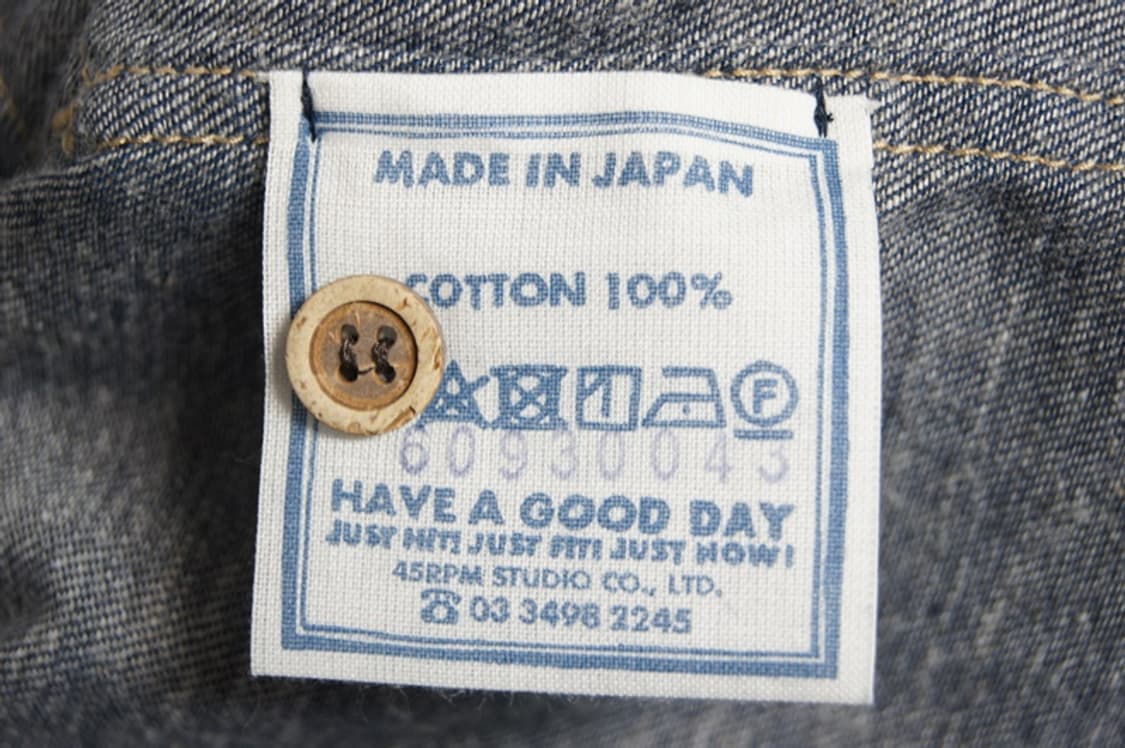 MADE IN JAPAN
COTTON 100%
1 F
60930043
HAVE A GOOD DAY
JUST HIT! JUST FIT! JUST NOW!
45RPM STUDIO CO., LTD.
☎ 03 3498 2245